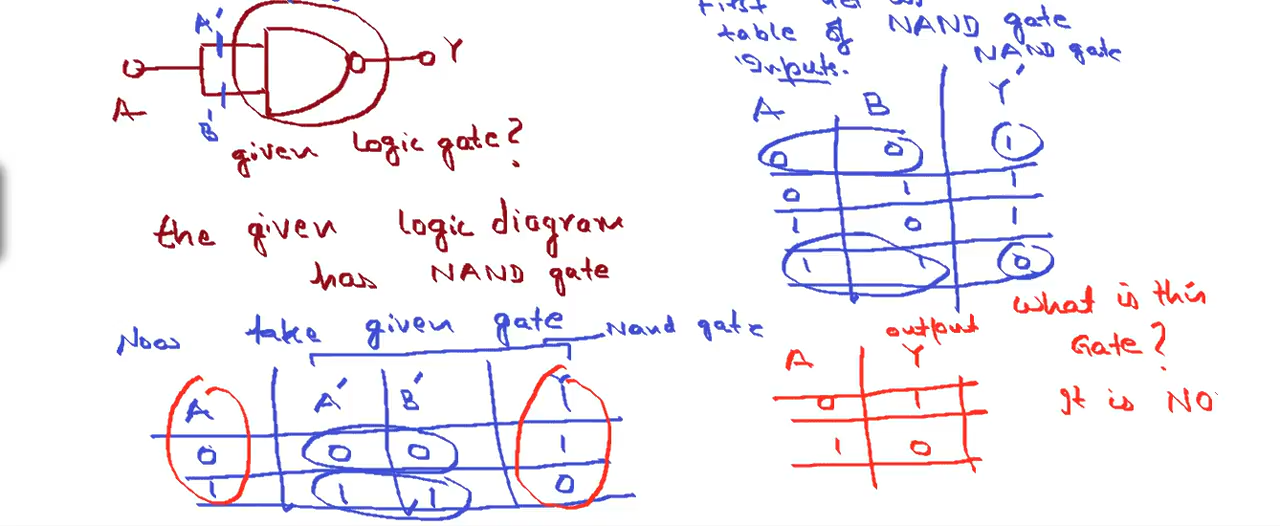 A'
A
B'
Y
given Logic gate?
the given Logic diagram
has NAND gate
First
table of NAND gate
Inputs.
NAND gate
A B Y'
0 0 1
0 1 1
1 0 1
1 1 0
Now take given gate Nand gate
A A' B' Y
0 0 0 1
1 1 1 0
output
A Y
0 1
1 0
What is this
Gate?
It is NO